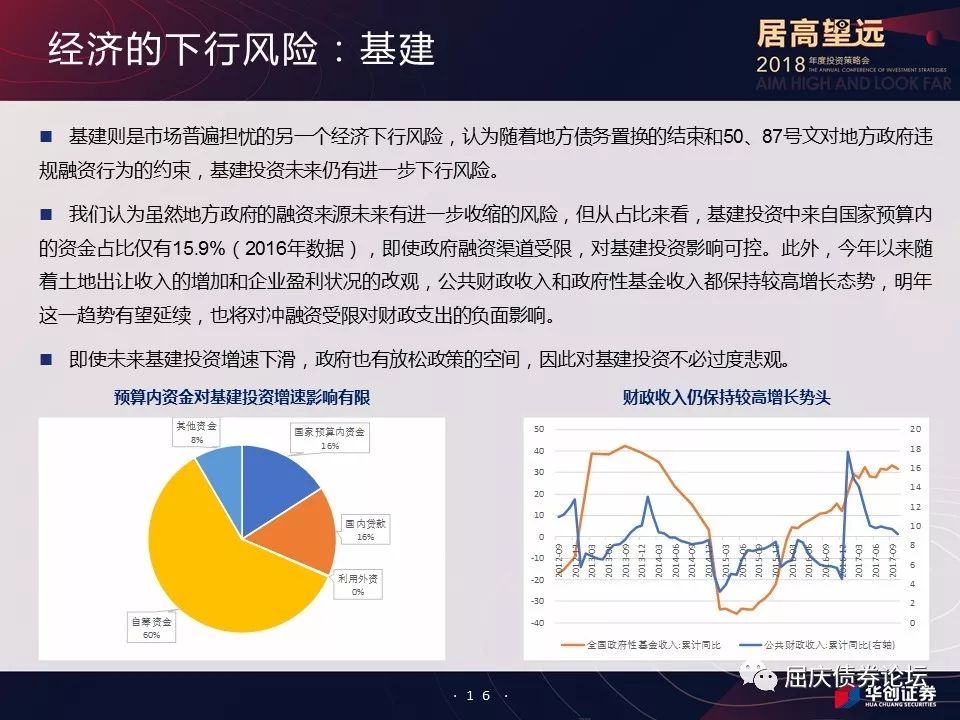 经济的下行风险：基建
居高望远
2018 年度投资策略会
THE ANNUAL CONFERENCE OF INVESTMENT STRATEGIES
AIM HIGH AND LOOK FAR
■ 基建则是市场普遍担忧的另一个经济下行风险，认为随着地方债务置换的结束和50、87号文对地方政府违
规融资行为的约束，基建投资未来仍有进一步下行风险。
■ 我们认为虽然地方政府的融资来源未来有进一步收缩的风险，但从占比来看，基建投资中来自国家预算内
的资金占比仅有15.9%（2016年数据），即使政府融资渠道受限，对基建投资影响可控。此外，今年以来随
着土地出让收入的增加和企业盈利状况的改观，公共财政收入和政府性基金收入都保持较高增长态势，明年
这一趋势有望延续，也将对冲融资受限对财政支出的负面影响。
■ 即使未来基建投资增速下滑，政府也有放松政策的空间，因此对基建投资不必过度悲观。
预算内资金对基建投资增速影响有限
其他资金
8%
国家预算内资金
16%
国内贷款
16%
利用外资
0%
自筹资金
60%
财政收入仍保持较高增长势头
50
40
30
20
10
0
-10
-20
-30
-40
20
18
16
14
12
10
8
6
4
2
0
2012-09
2012-12
2013-03
2013-06
2013-09
2013-12
2014-03
2014-06
2014-09
2014-12
2015-03
2015-06
2015-09
2015-12
2016-03
2016-06
2016-09
2016-12
2017-03
2017-06
2017-09
全国政府性基金收入:累计同比
公共财政收入:累计同比(右轴)
· 16 ·
屈庆债券论坛
华创证券
HUA CHUANG SECURITIES